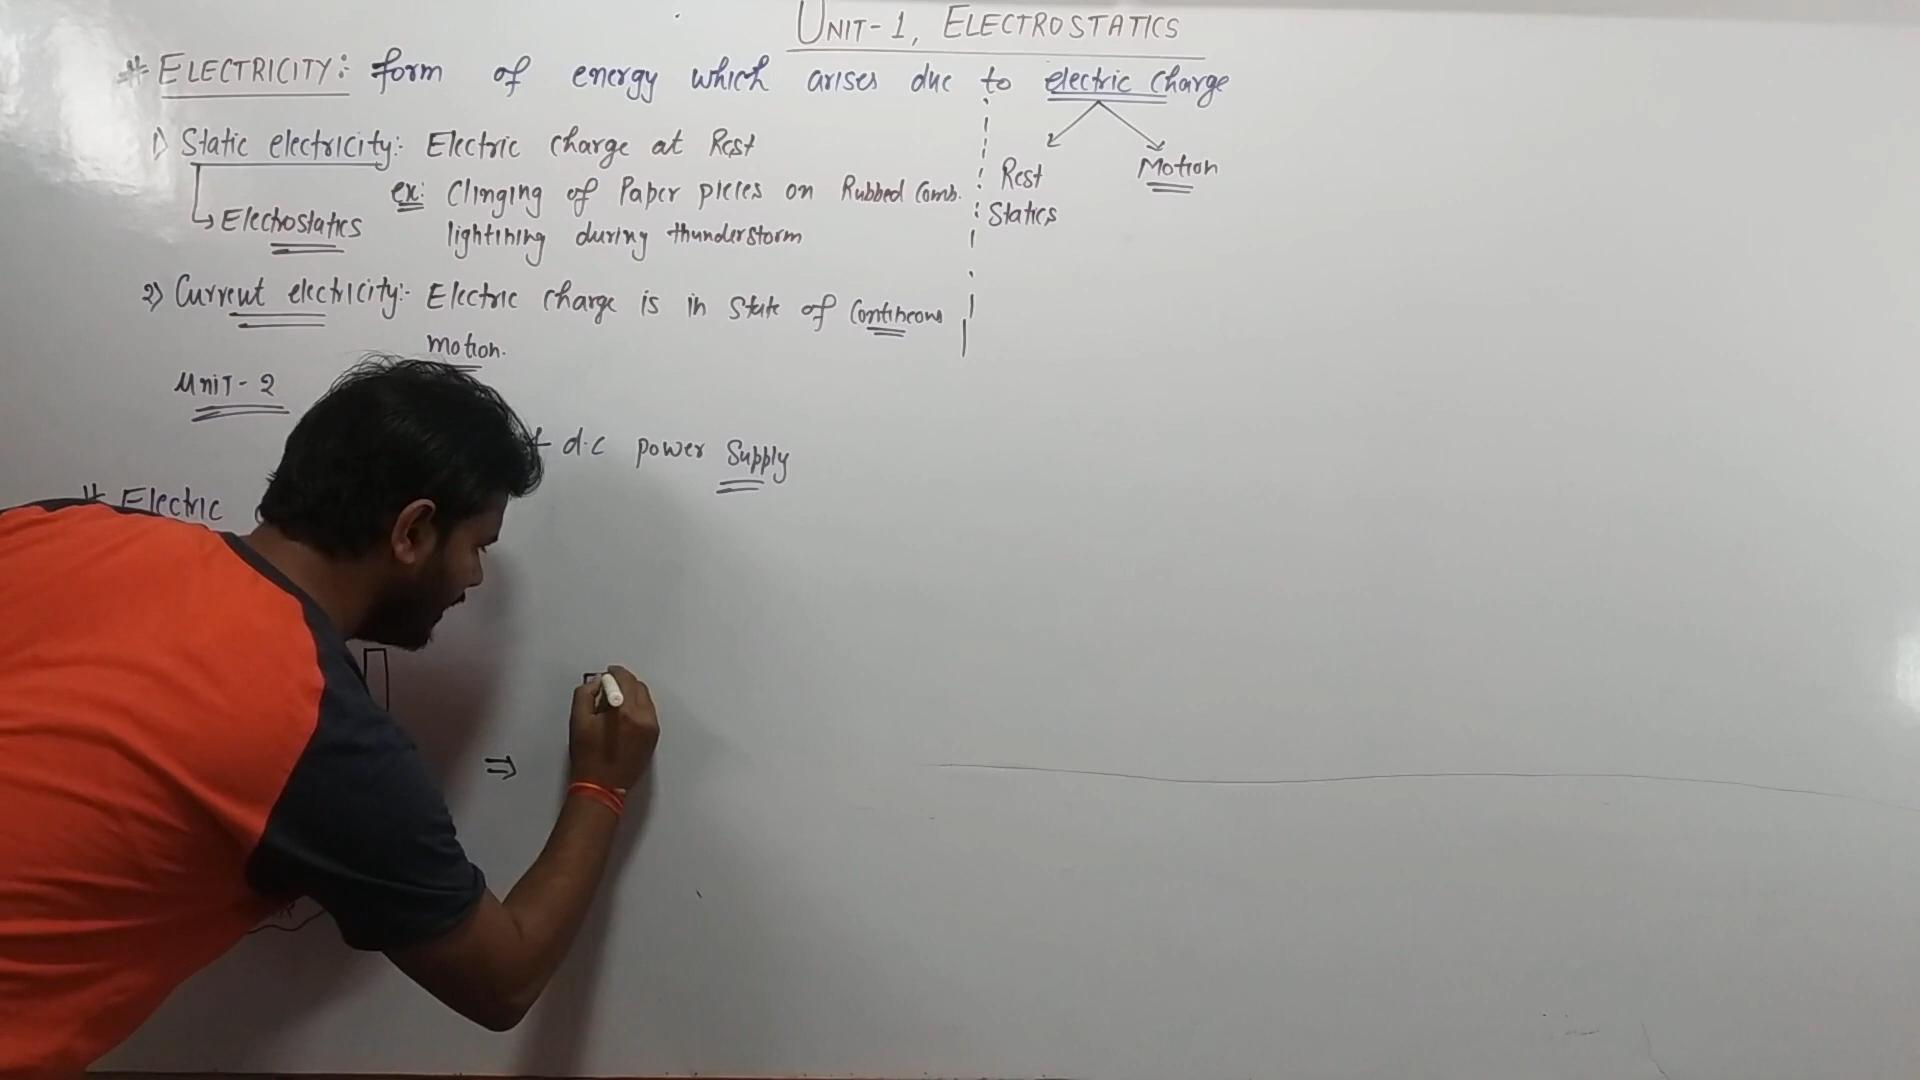 UNIT-1, ELECTROSTATICS
# ELECTRICITY: form of energy which arises due to electric charge
Rest
Motion
Statics
1) Static electricity:- Electric charge at Rest
ex: Clinging of Paper pieces on Rubbed Comb.
Electrostatics
lightining during thunderstorm
2) Current electricity:- Electric charge is in State of Contineous
motion.
UNIT-2
d.c power Supply
# Electric